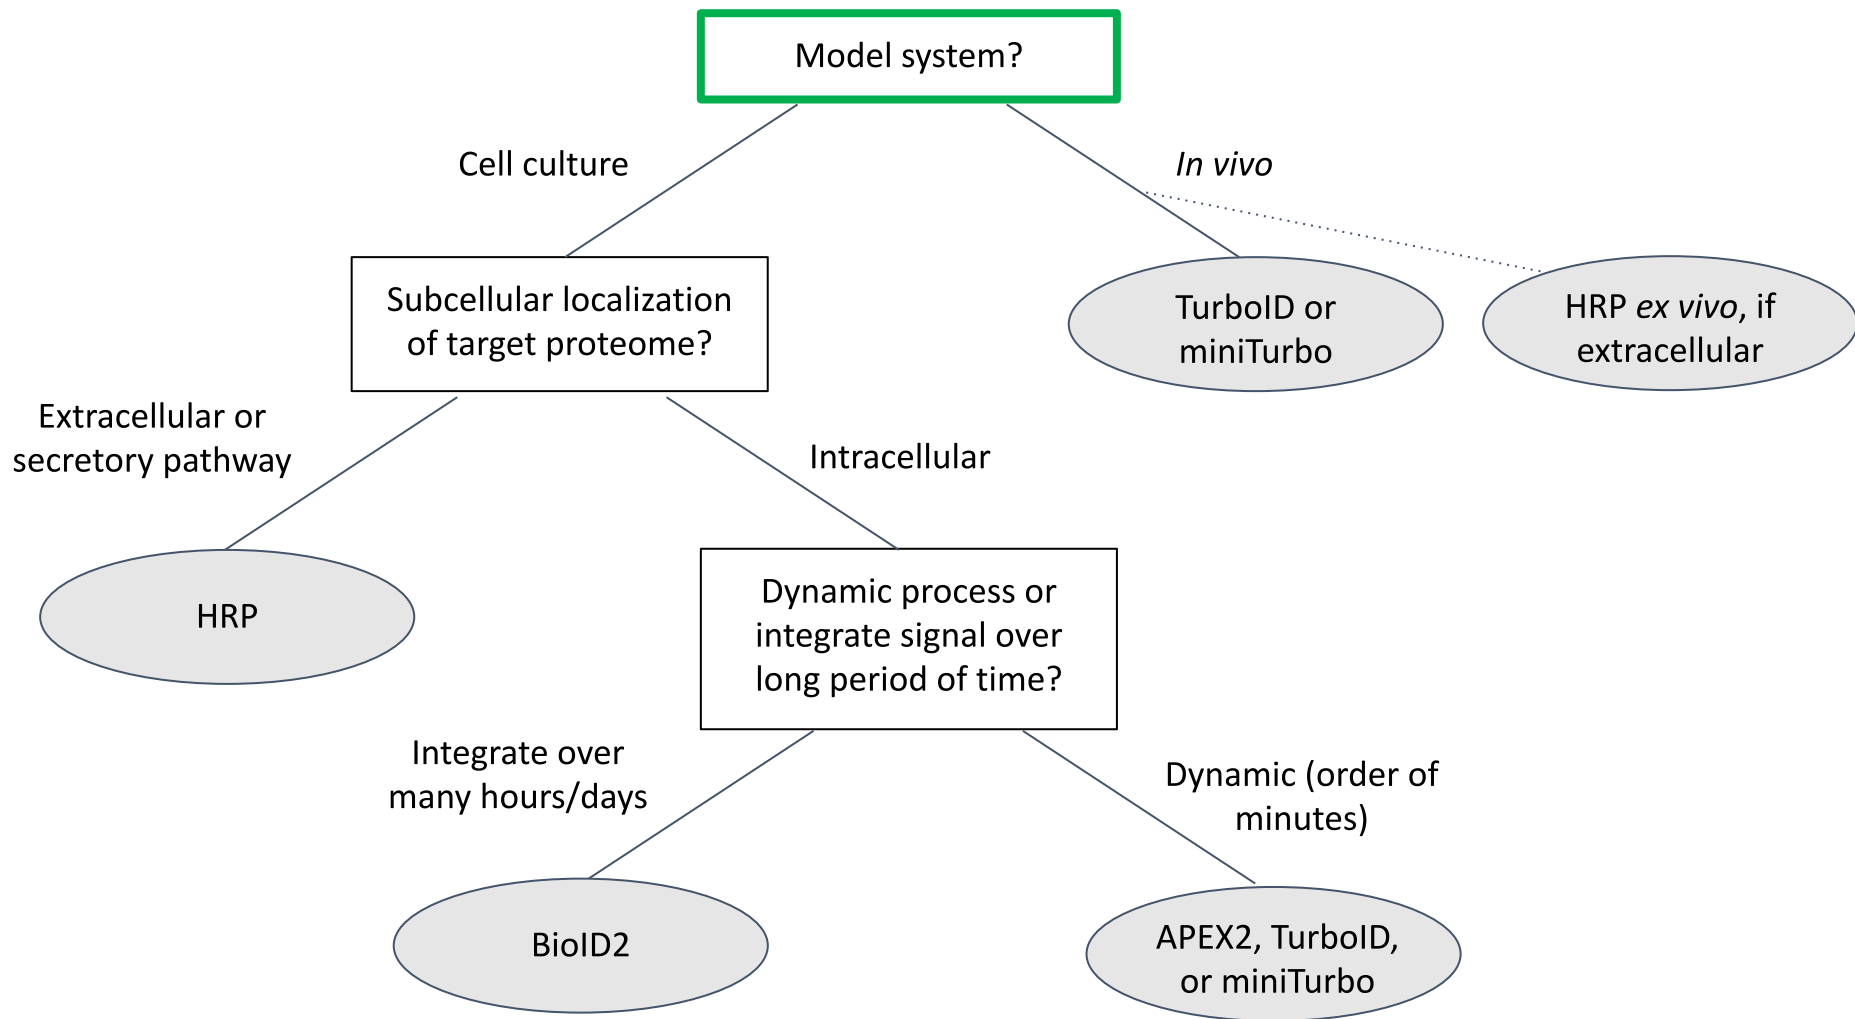 Model system?
Cell culture
In vivo
Subcellular localization
of target proteome?
TurboID or
miniTurbo
HRP ex vivo, if
extracellular
Extracellular or
secretory pathway
Intracellular
HRP
Dynamic process or
integrate signal over
long period of time?
Integrate over
many hours/days
Dynamic (order of
minutes)
BioID2
APEX2, TurboID,
or miniTurbo